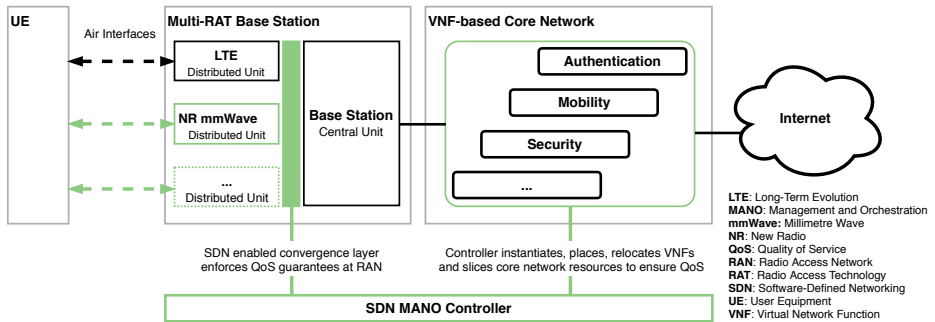 UE
Air Interfaces
Multi-RAT Base Station
LTE
Distributed Unit
NR mmWave
Distributed Unit
...
Distributed Unit
Base Station
Central Unit
VNF-based Core Network
Authentication
Mobility
Security
...
Internet
SDN enabled convergence layer
enforces QoS guarantees at RAN
Controller instantiates, places, relocates VNFs
and slices core network resources to ensure QoS
SDN MANO Controller
LTE: Long-Term Evolution
MANO: Management and Orchestration
mmWave: Millimetre Wave
NR: New Radio
QoS: Quality of Service
RAN: Radio Access Network
RAT: Radio Access Technology
SDN: Software-Defined Networking
UE: User Equipment
VNF: Virtual Network Function